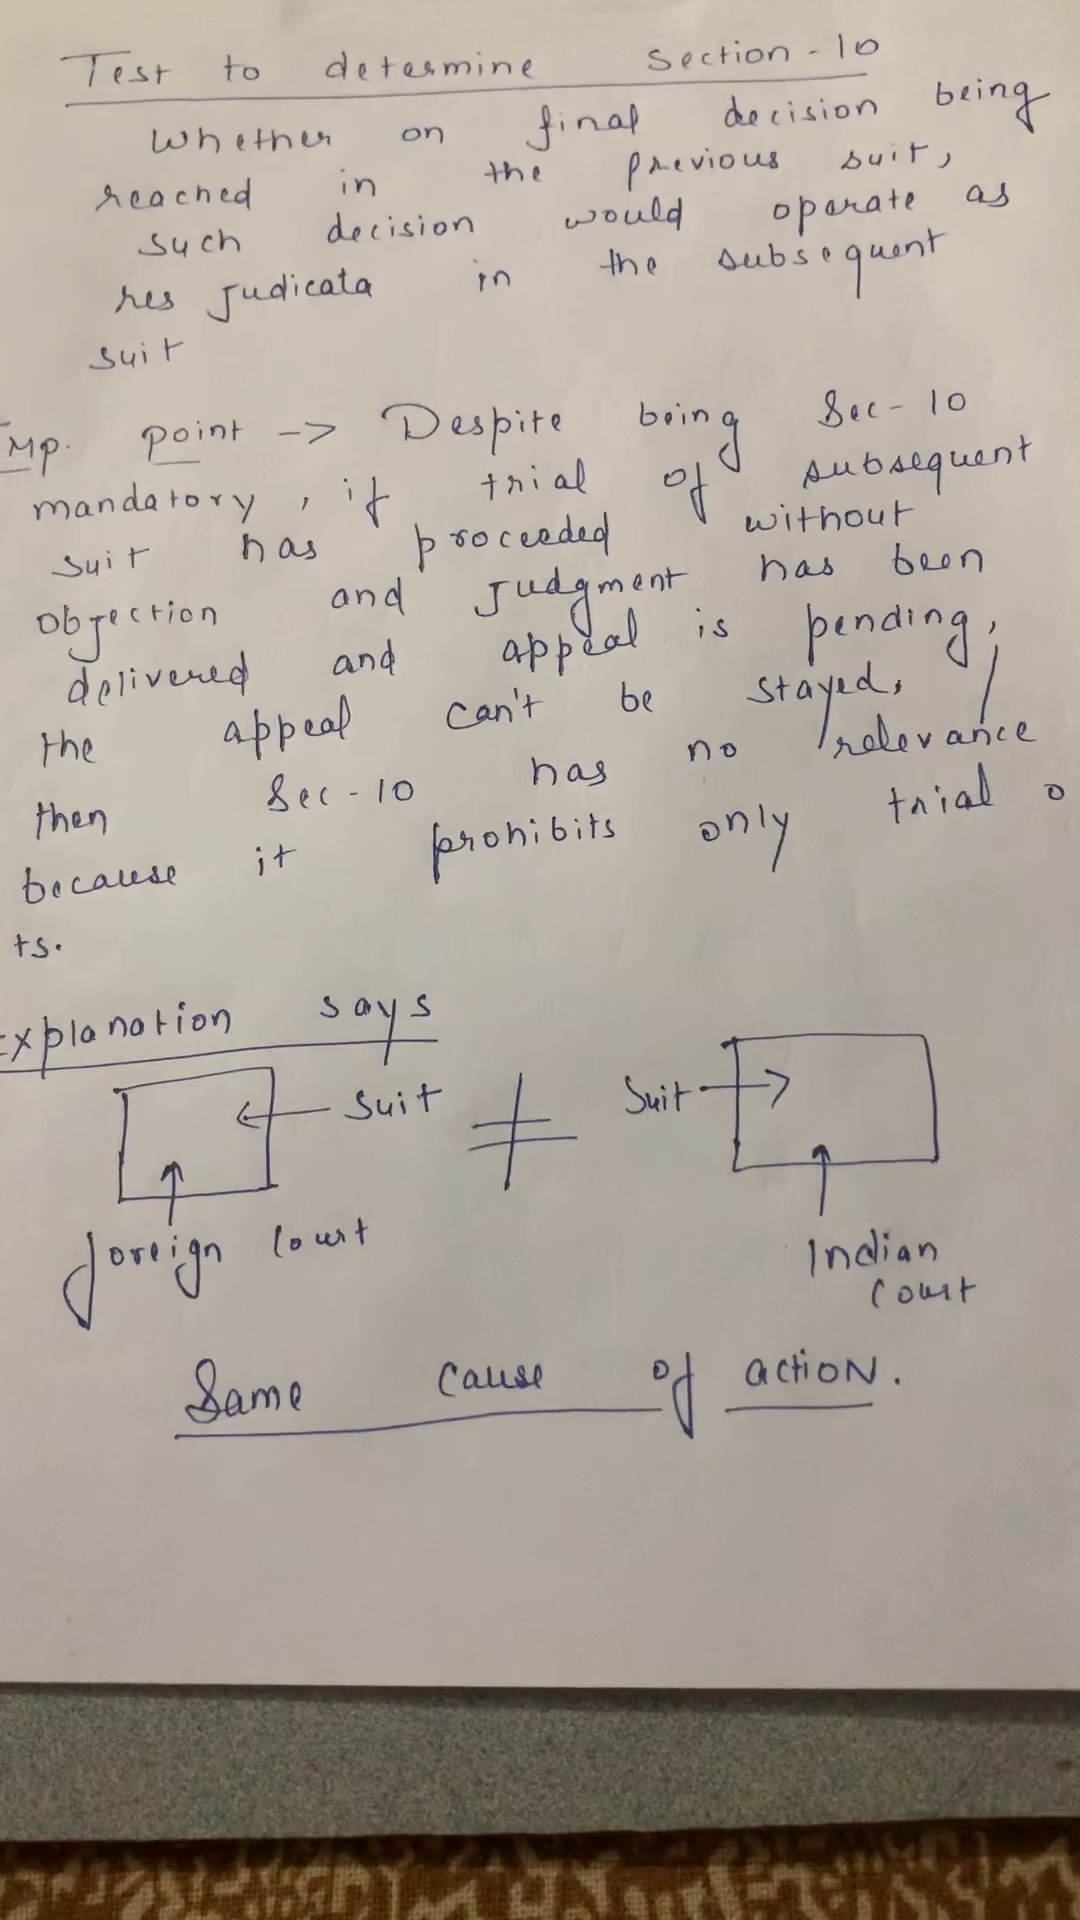 Test to determine Section-10
Whether on final decision being
reached in the previous suit,
such decision would operate as
res judicata in the subsequent
suit
Imp. point -> Despite being Sec-10
mandatory, if trial of subsequent
suit has proceeded without
objection and judgment has been
delivered and appeal is pending,
the appeal can't be stayed,
then Sec-10 has no relevance
because it prohibits only trial o
ts.
Explanation says
Suit ≠ Suit
foreign court
Indian
court
Same cause of action.